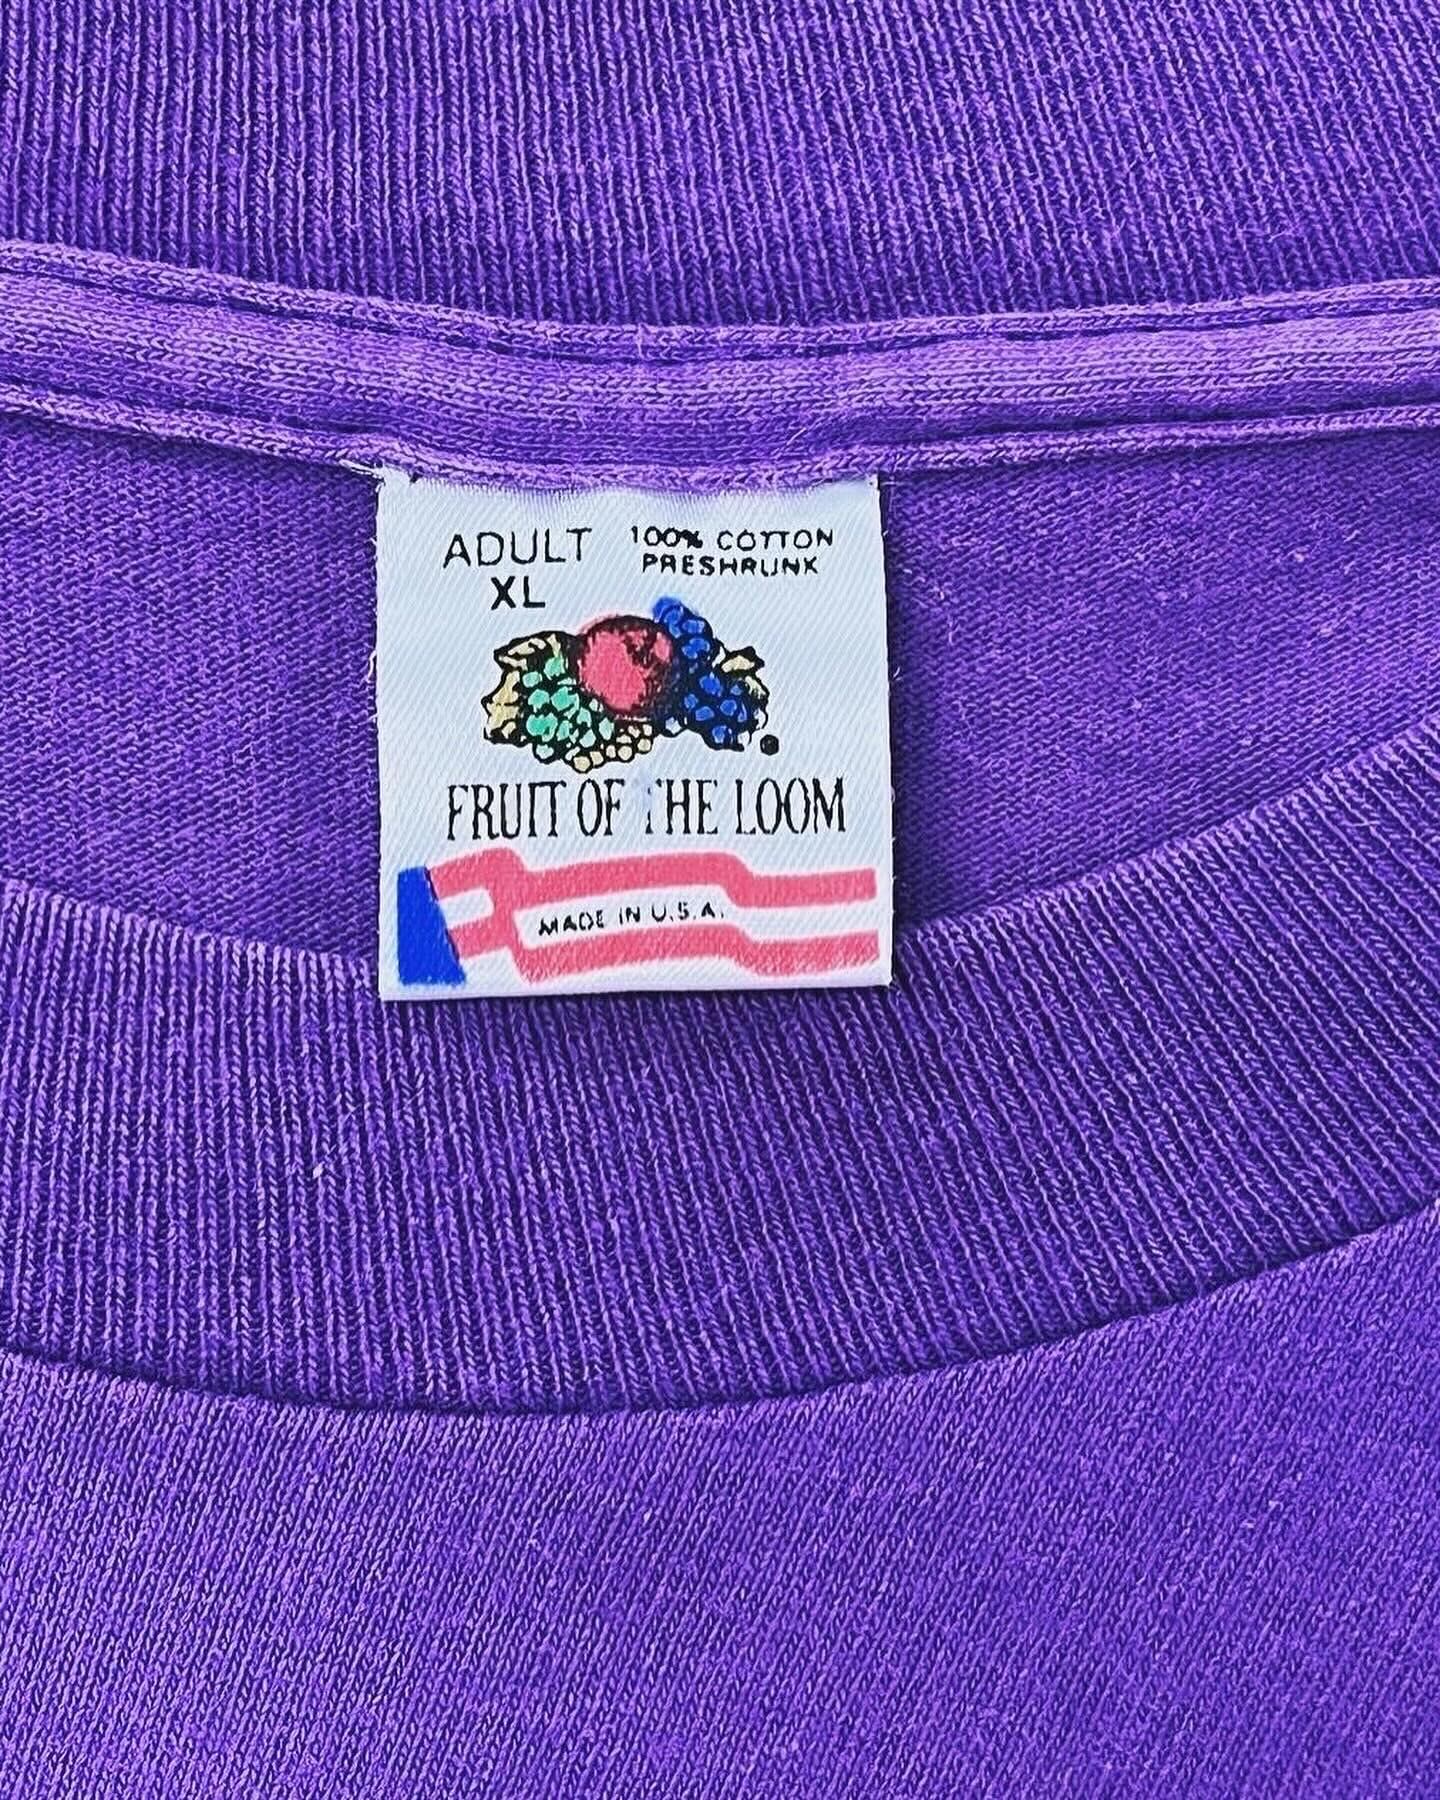 ADULT
XL
100% COTTON
PRESHRUNK
FRUIT OF THE LOOM
MADE IN U.S.A.